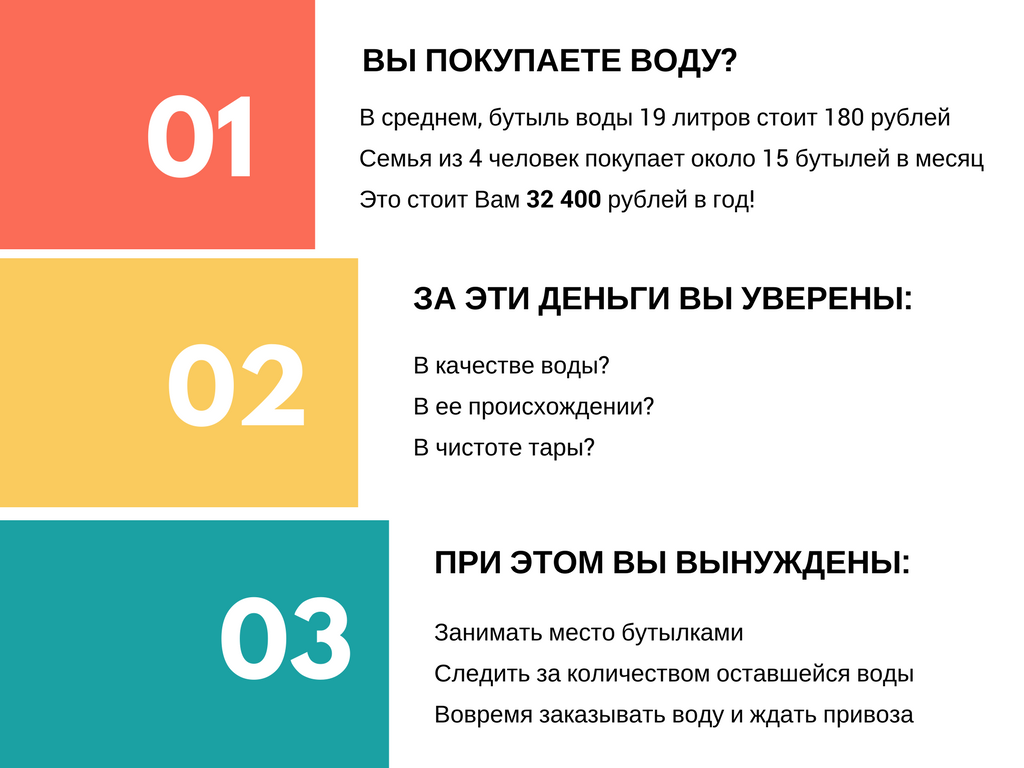 01
ВЫ ПОКУПАЕТЕ ВОДУ?
В среднем, бутыль воды 19 литров стоит 180 рублей
Семья из 4 человек покупает около 15 бутылей в месяц
Это стоит Вам 32 400 рублей в год!
02
ЗА ЭТИ ДЕНЬГИ ВЫ УВЕРЕНЫ:
В качестве воды?
В ее происхождении?
В чистоте тары?
03
ПРИ ЭТОМ ВЫ ВЫНУЖДЕНЫ:
Занимать место бутылками
Следить за количеством оставшейся воды
Вовремя заказывать воду и ждать привоза